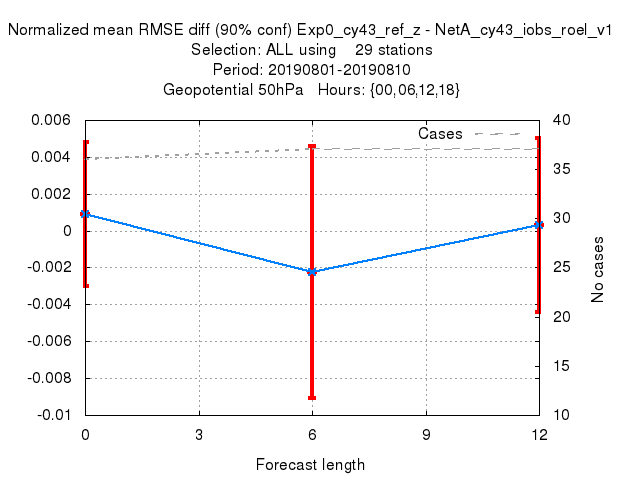 Normalized mean RMSE diff (90% conf) Exp0_cy43_ref_z - NetA_cy43_iobs_roel_v1
Selection: ALL using    29 stations
Period: 20190801-20190810
Geopotential 50hPa   Hours: {00,06,12,18}
Cases
0.006
0.004
0.002
0
-0.002
-0.004
-0.006
-0.008
-0.01
40
35
30
25
20
15
10
No cases
0 3 6 9 12
Forecast length